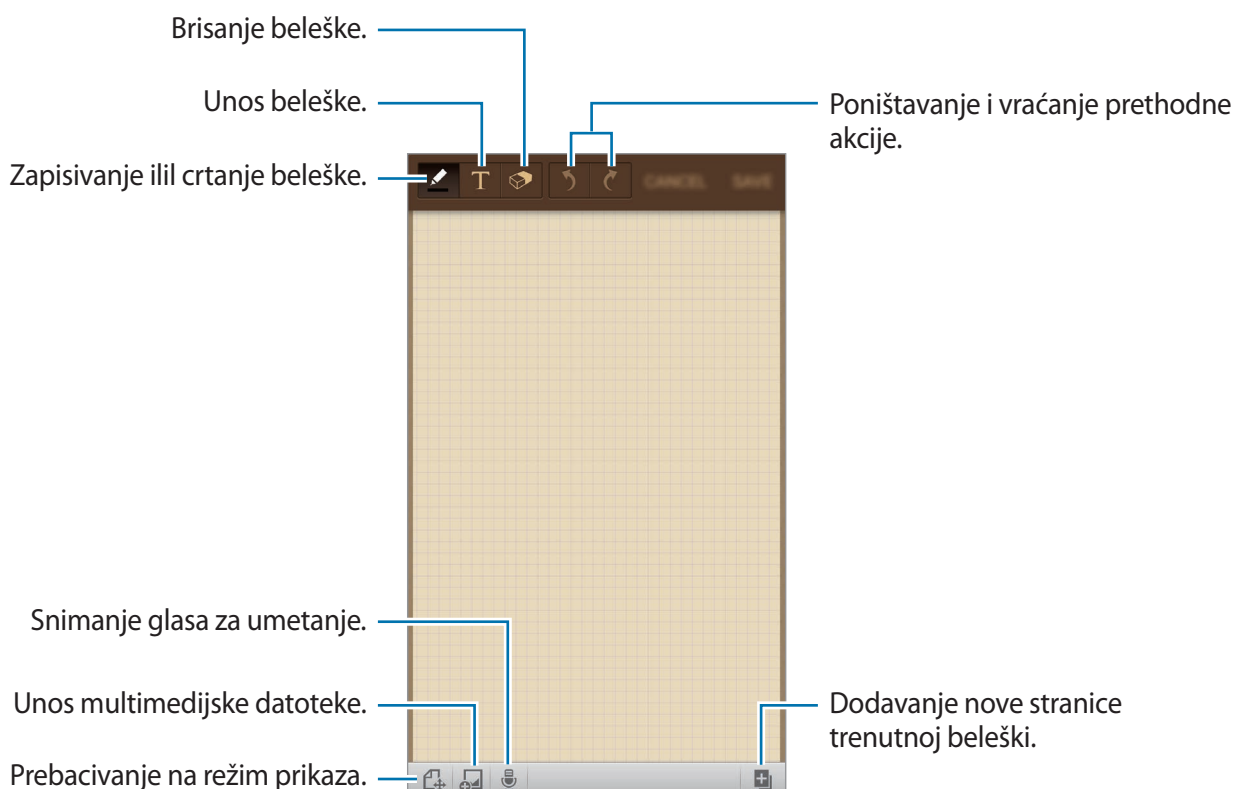 Brisanje beleške.
Unos beleške.
Poništavanje i vraćanje prethodne
akcije.
Zapisivanje ilil crtanje beleške.
T
CANCEL SAVE
Snimanje glasa za umetanje.
Unos multimedijske datoteke.
Dodavanje nove stranice
trenutnoj beleški.
Prebacivanje na režim prikaza.